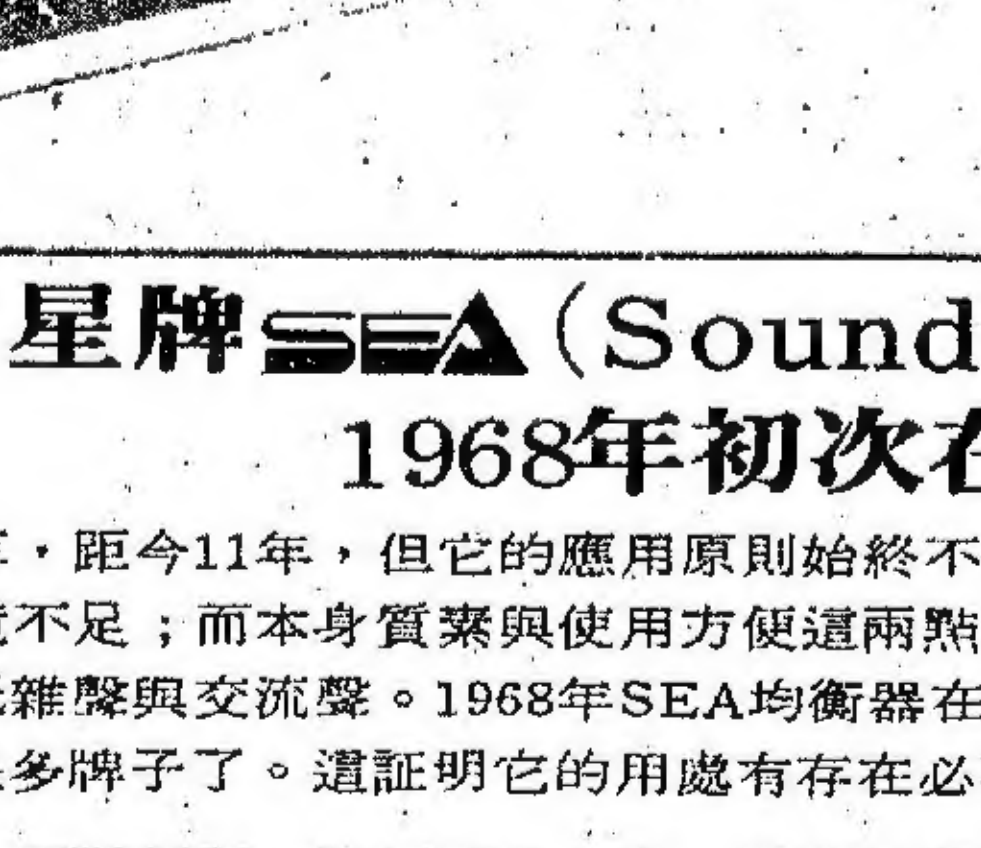 星牌SEA(Sound
1968年初次在
，距今11年，但它的應用原則始終不
不足；而本身質素與使用方便這兩點
雜聲與交流聲。1968年SEA均衡器在
多牌子了。這証明它的用處有存在必